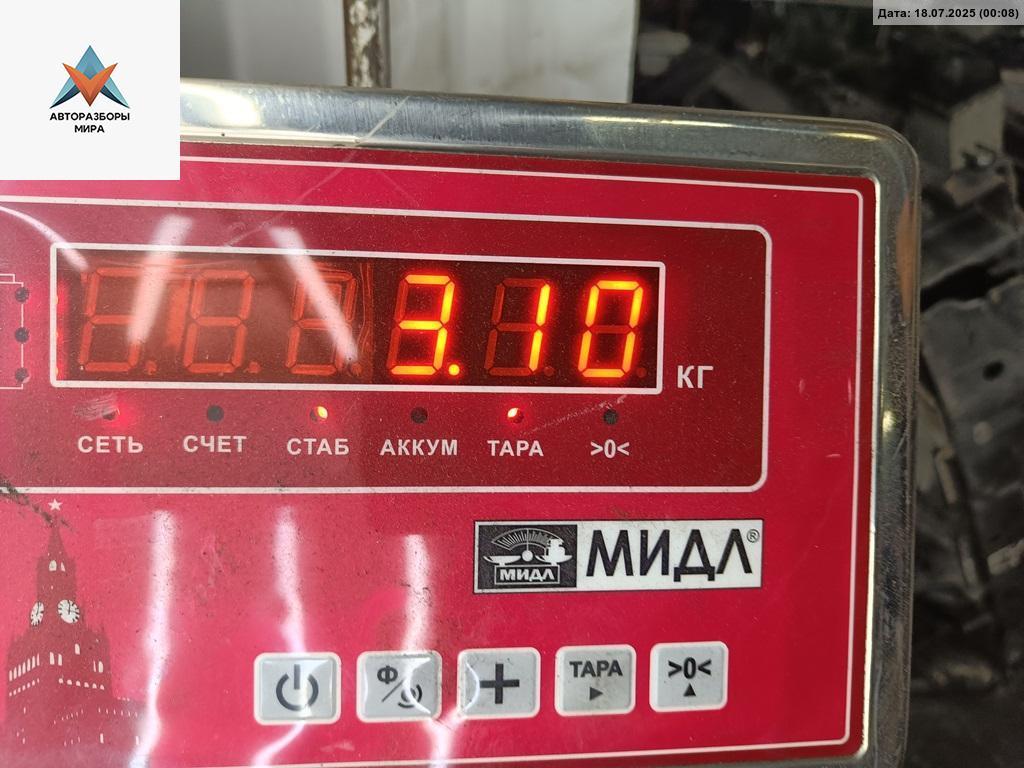 Дата: 18.07.2025 (00:08)
АВТОРАЗБОРЫ
МИРА
3.10
КГ
СЕТЬ СЧЕТ СТАБ АККУМ ТАРА >0<
МИДЛ
МИДЛ®
Ф + ТАРА >0<